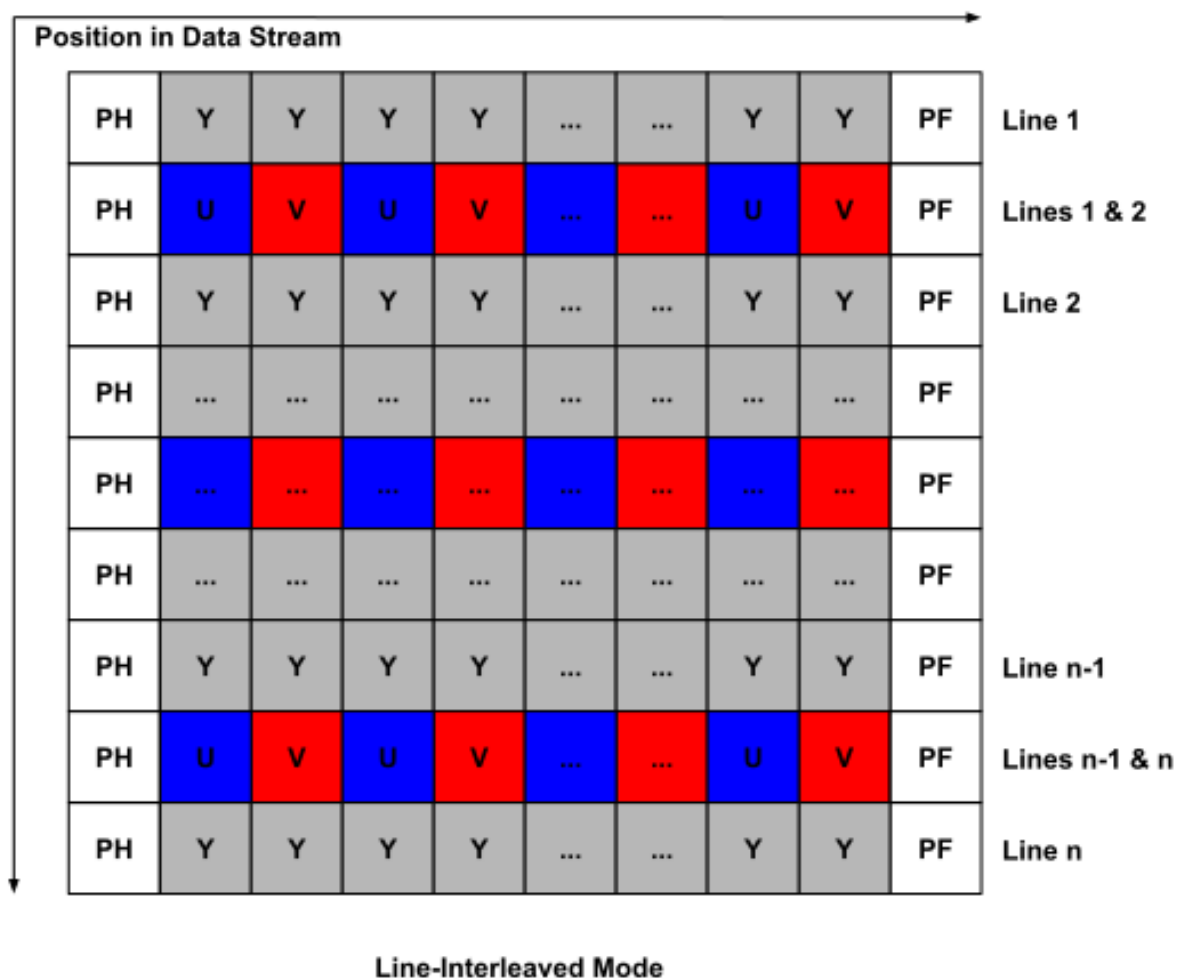 Position in Data Stream
PH Y Y Y Y ... ... Y Y PF Line 1
PH U V U V ... ... U V PF Lines 1 & 2
PH Y Y Y Y ... ... Y Y PF Line 2
PH ... ... ... ... ... ... ... ... PF
PH ... ... ... ... ... ... ... ... PF
PH ... ... ... ... ... ... ... ... PF
PH Y Y Y Y ... ... Y Y PF Line n-1
PH U V U V ... ... U V PF Lines n-1 & n
PH Y Y Y Y ... ... Y Y PF Line n
Line-Interleaved Mode